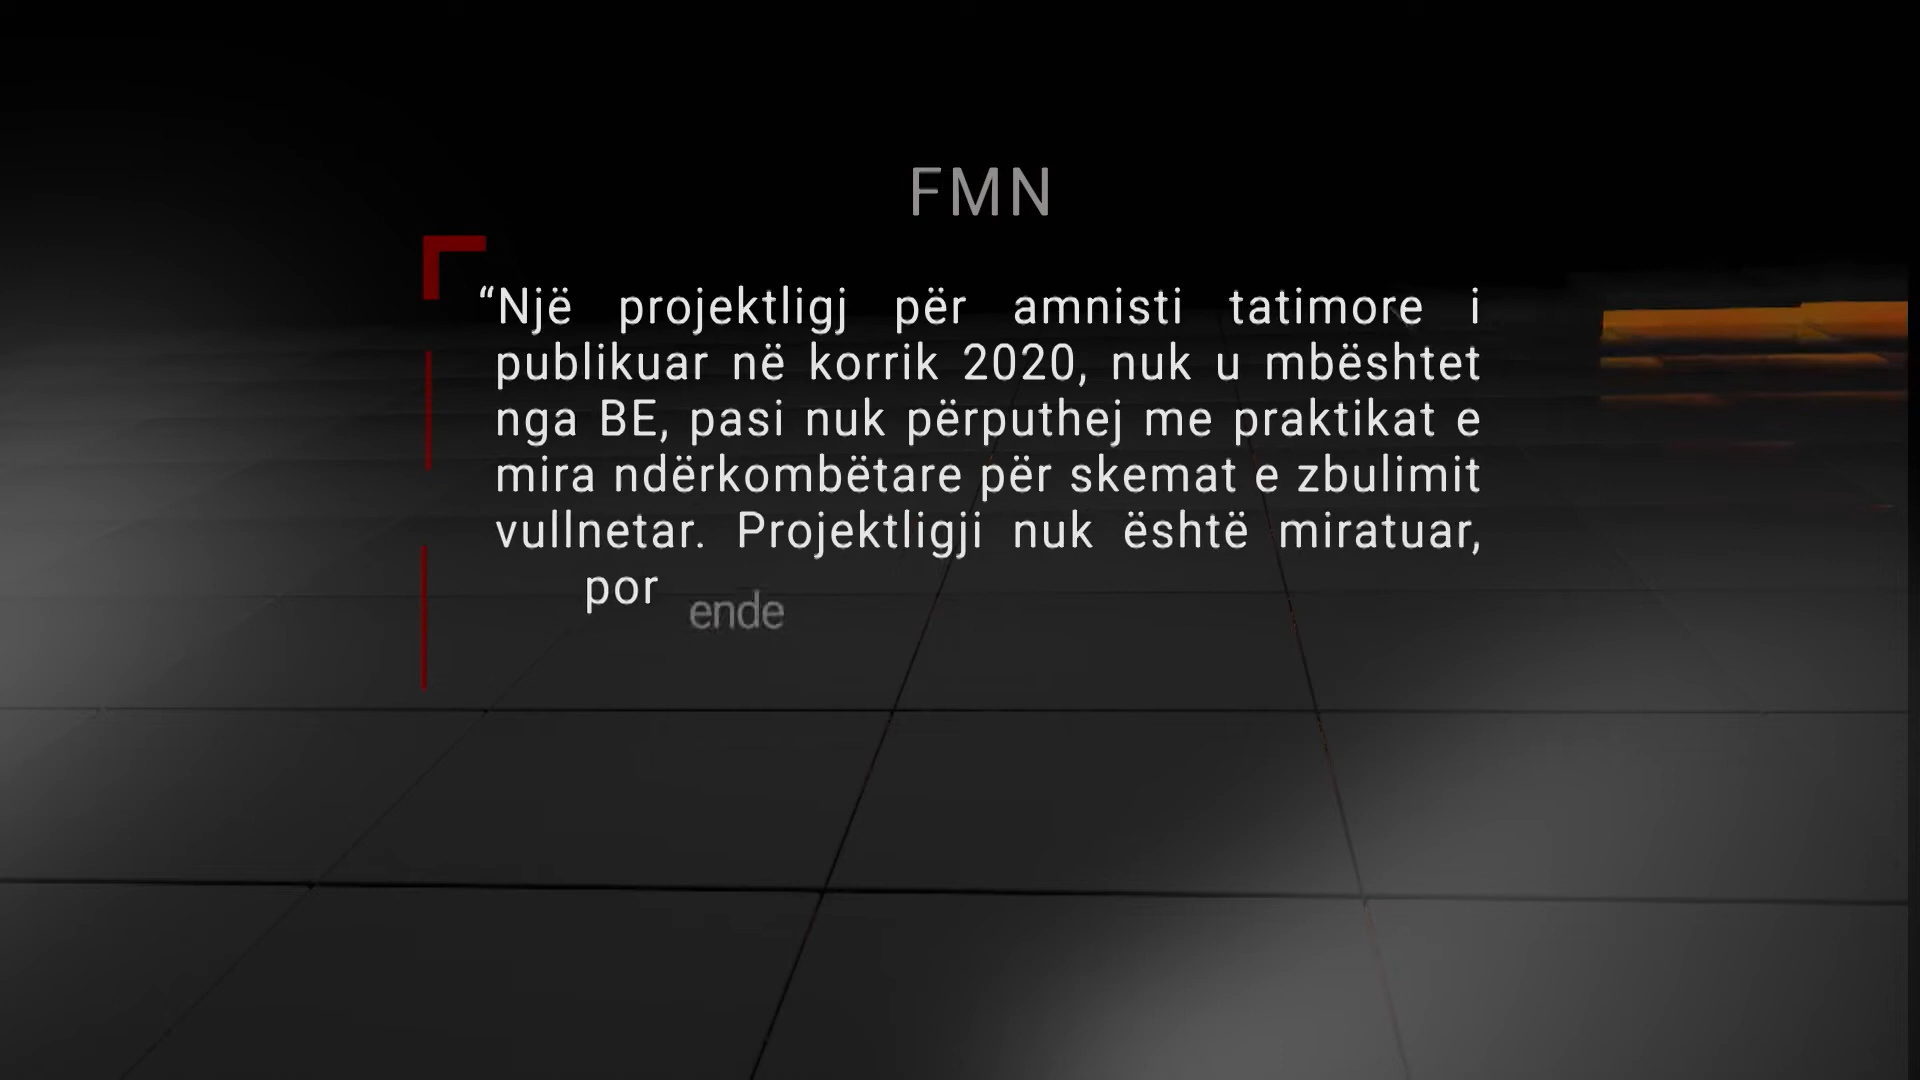 FMN
“Një projektligj për amnisti tatimore i
publikuar në korrik 2020, nuk u mbështet
nga BE, pasi nuk përputhej me praktikat e
mira ndërkombëtare për skemat e zbulimit
vullnetar. Projektligji nuk është miratuar,
por ende